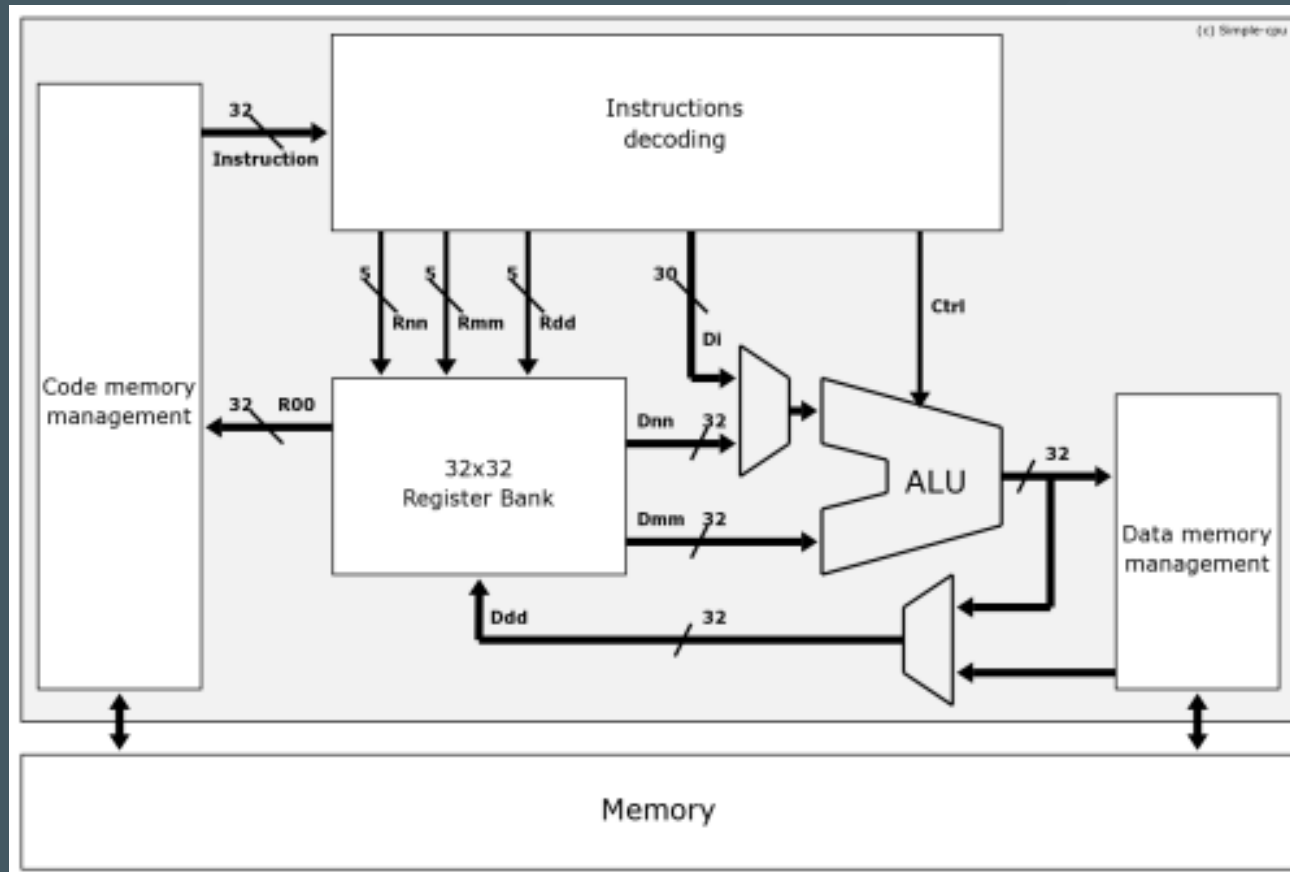 (c) Simple-cpu
Instructions
decoding
32
Instruction
5
5
5
30
Rnn
Rmm
Rdd
Di
Ctrl
Code memory
management
32
R00
32x32
Register Bank
Dnn
32
Dmm
32
ALU
32
Data memory
management
Ddd
32
Memory